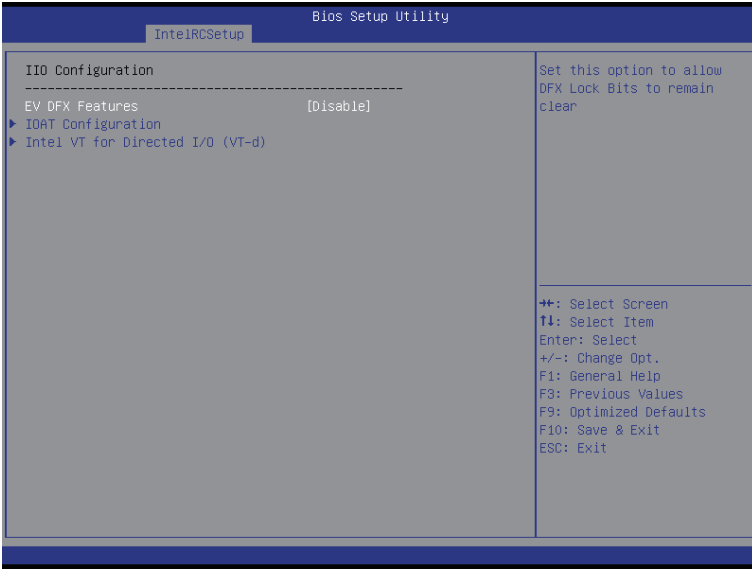 Bios Setup Utility
IntelRCSetup
IIO Configuration
--------------------------------------------------
EV DFX Features [Disable]
IOAT Configuration
Intel VT for Directed I/O (VT-d)
Set this option to allow
DFX Lock Bits to remain
clear
→←: Select Screen
↑↓: Select Item
Enter: Select
+/-: Change Opt.
F1: General Help
F3: Previous Values
F9: Optimized Defaults
F10: Save & Exit
ESC: Exit